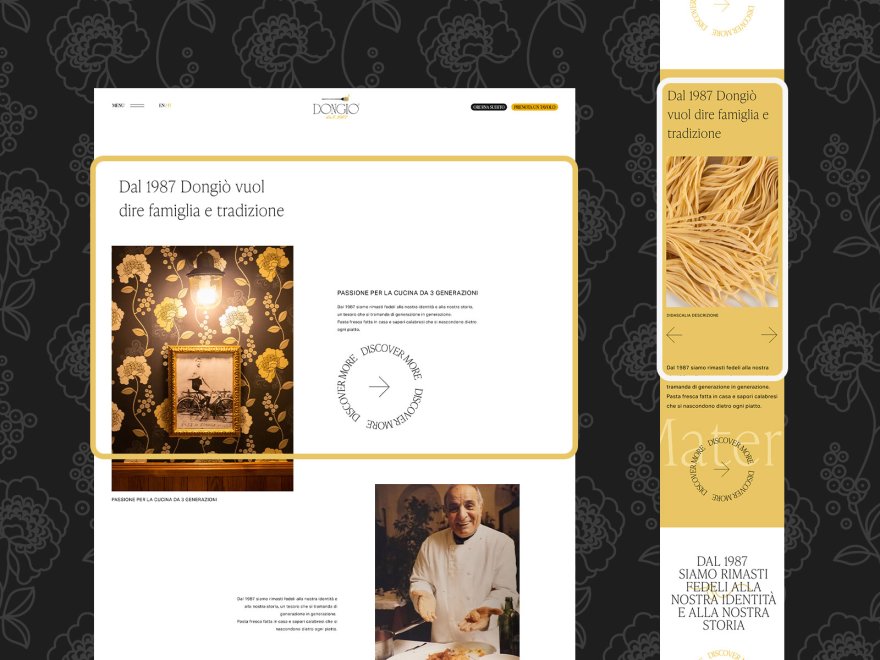 MENU
EN/IT
DONGIÒ
dal 1987
ORDINA SUBITO
PRENOTA UN TAVOLO
Dal 1987 Dongiò vuol
dire famiglia e tradizione
PASSIONE PER LA CUCINA DA 3 GENERAZIONI
Dal 1987 siamo rimasti fedeli alla nostra identità e alla nostra storia,
un tesoro che si tramanda di generazione in generazione.
Pasta fresca fatta in casa e sapori calabresi che si nascondono dietro
ogni piatto.
DISCOVER MORE DISCOVER MORE DISCOVER MORE
PASSIONE PER LA CUCINA DA 3 GENERAZIONI
Dal 1987 siamo rimasti fedeli alla nostra identità e
alla nostra storia, un tesoro che si tramanda di
generazione in generazione.
Pasta fresca fatta in casa e sapori calabresi che si
nascondono dietro ogni piatto.
DISCOVER MORE
Dal 1987 Dongiò
vuol dire famiglia e
tradizione
DIDASCALIA DESCRIZIONE
Dal 1987 siamo rimasti fedeli alla nostra
tramanda di generazione in generazione.
Pasta fresca fatta in casa e sapori calabresi
che si nascondono dietro ogni piatto.
Mater
DISCOVER MORE DISCOVER MORE DISCOVER MORE
DAL 1987
SIAMO RIMASTI
FEDELI ALLA
NOSTRA IDENTITÀ
E ALLA NOSTRA
STORIA
DISCOVER MORE